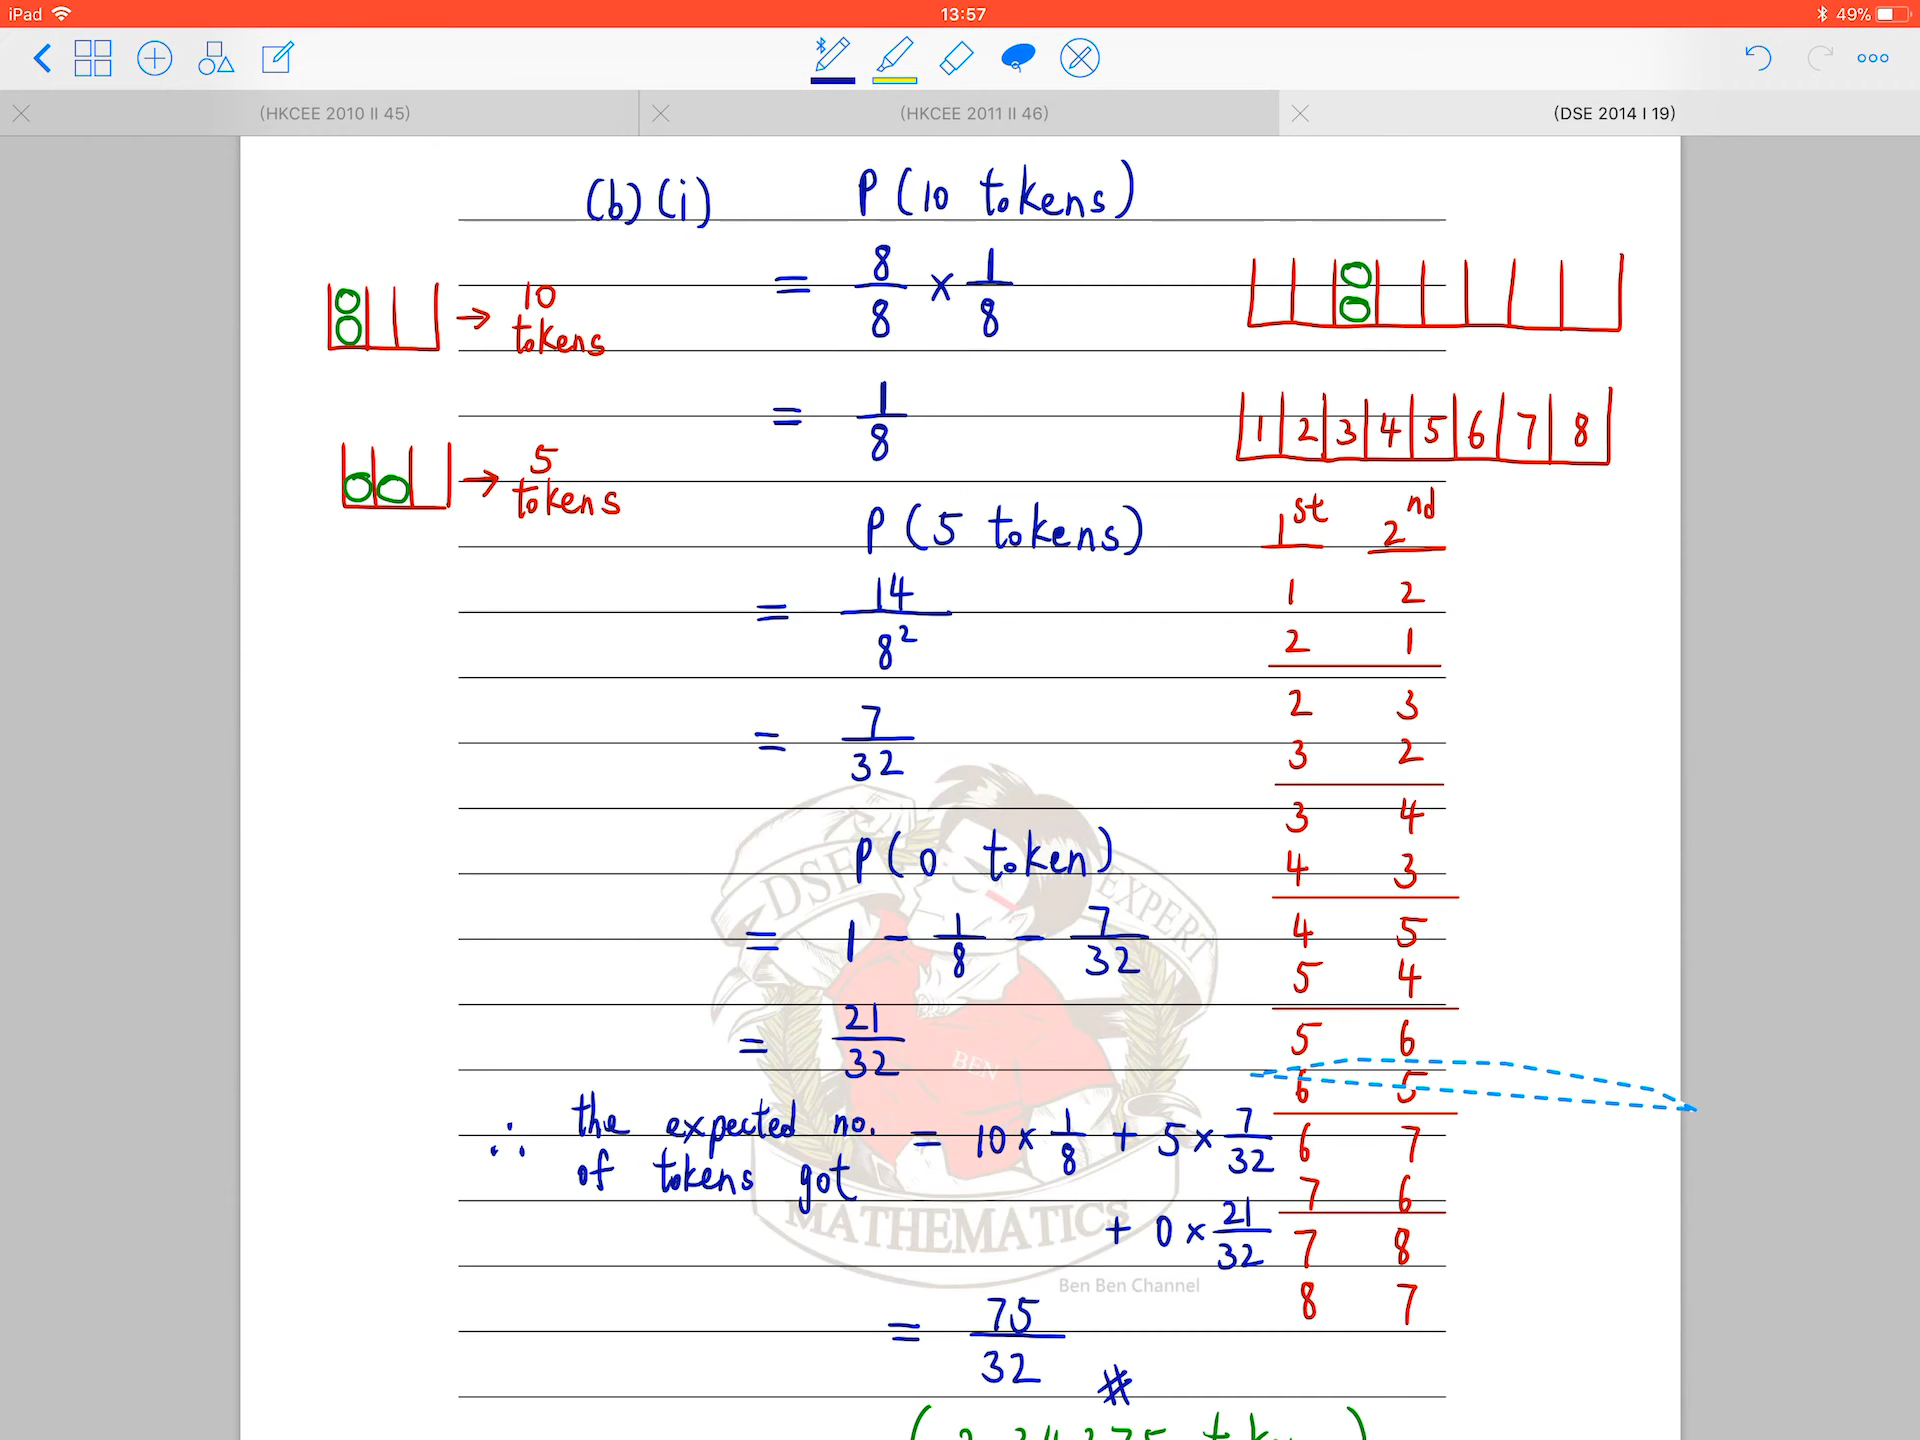 iPad 13:57 49%
(HKCEE 2010 II 45) (HKCEE 2011 II 46) (DSE 2014 I 19)
(b)(i) P(10 tokens)
= 8/8 × 1/8
10 tokens
= 1/8
1 2 3 4 5 6 7 8
5 tokens
P(5 tokens)
= 14/8²
= 7/32
P(0 token)
= 1 - 1/8 - 7/32
= 21/32
∴ the expected no. of tokens got = 10 × 1/8 + 5 × 7/32
+ 0 × 21/32
= 75/32 #
1st 2nd
1 2
2 1
2 3
3 2
3 4
4 3
4 5
5 4
5 6
6 5
6 7
7 6
7 8
8 7
DSE EXPERT
BEN
MATHEMATICS
Ben Ben Channel